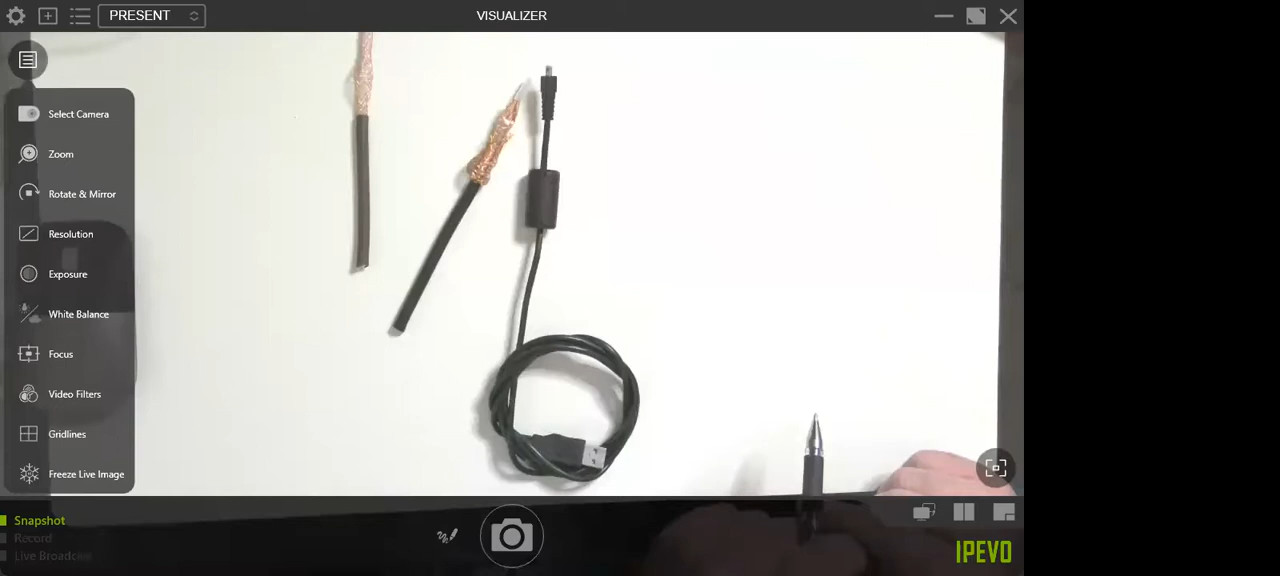 PRESENT
VISUALIZER
Select Camera
Zoom
Rotate & Mirror
Resolution
Exposure
White Balance
Focus
Video Filters
Gridlines
Freeze Live Image
Snapshot
Record
Live Broadcast
IPEVO